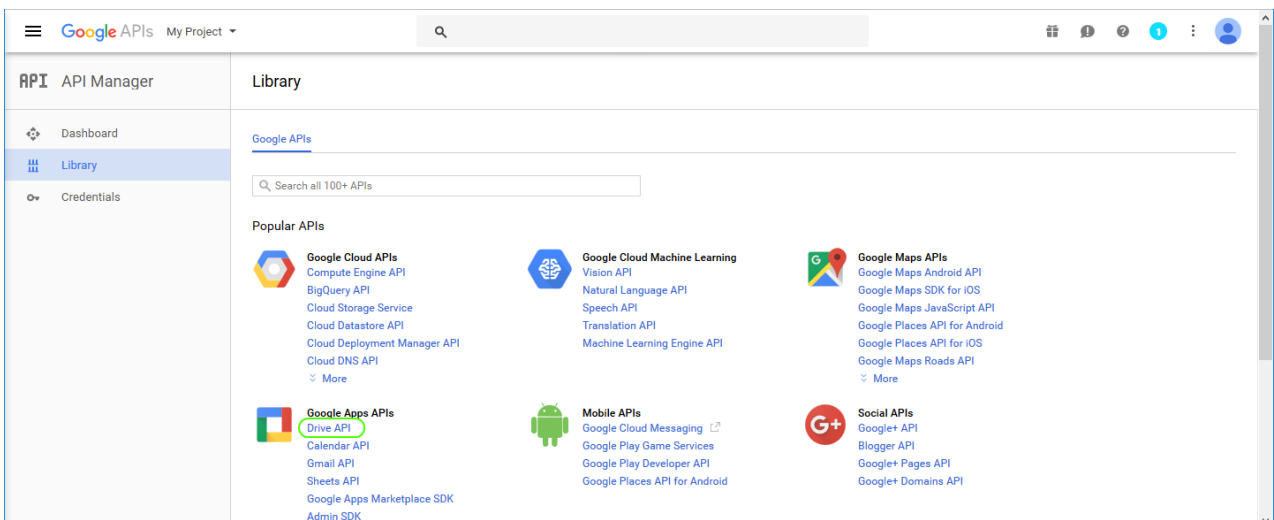 Google APIs My Project
1
API API Manager
Library
Dashboard
Library
Credentials
Google APIs
Search all 100+ APIs
Popular APIs
Google Cloud APIs
Compute Engine API
BigQuery API
Cloud Storage Service
Cloud Datastore API
Cloud Deployment Manager API
Cloud DNS API
More
Google Cloud Machine Learning
Vision API
Natural Language API
Speech API
Translation API
Machine Learning Engine API
G
Google Maps APIs
Google Maps Android API
Google Maps SDK for iOS
Google Maps JavaScript API
Google Places API for Android
Google Places API for iOS
Google Maps Roads API
More
Google Apps APIs
Drive API
Calendar API
Gmail API
Sheets API
Google Apps Marketplace SDK
Admin SDK
Mobile APIs
Google Cloud Messaging
Google Play Game Services
Google Play Developer API
Google Places API for Android
G+
Social APIs
Google+ API
Blogger API
Google+ Pages API
Google+ Domains API